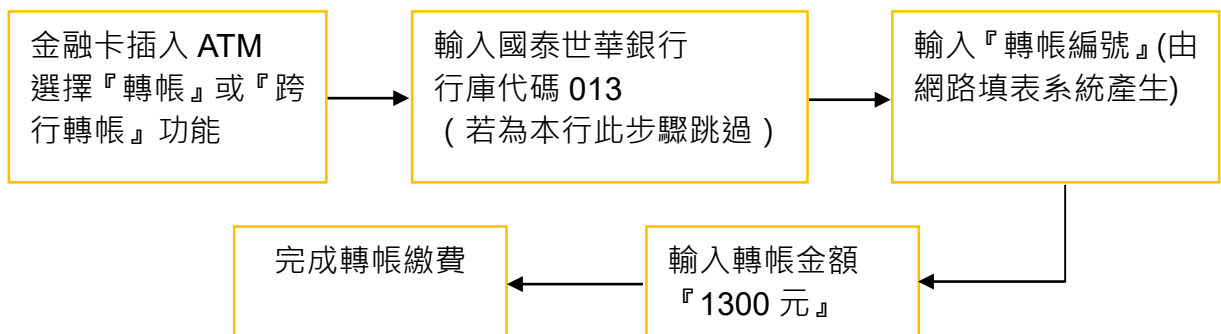 金融卡插入 ATM
選擇『轉帳』或『跨
行轉帳』功能
輸入國泰世華銀行
行庫代碼 013
（若為本行此步驟跳過）
輸入『轉帳編號』(由
網路填表系統產生)
輸入轉帳金額
『1300 元』
完成轉帳繳費